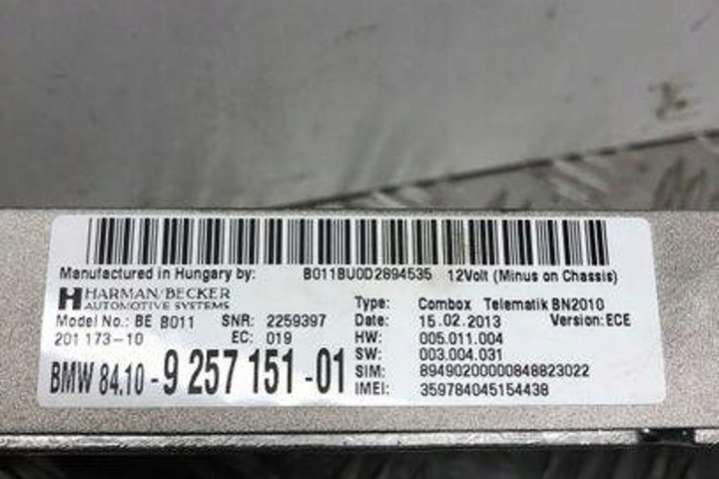 Manufactured in Hungary by: B011BU0D2894535 12Volt (Minus on Chassis)
HARMAN/BECKER
AUTOMOTIVE SYSTEMS
Type: Combox Telematik BN2010
Model No.: BE B011 SNR: 2259397 Date: 15.02.2013 Version: ECE
201 173-10 EC: 019 HW: 005.011.004
SW: 003.004.031
BMW 84.10 - 9 257 151 - 01 SIM: 89490200000848823022
IMEI: 359784045154438